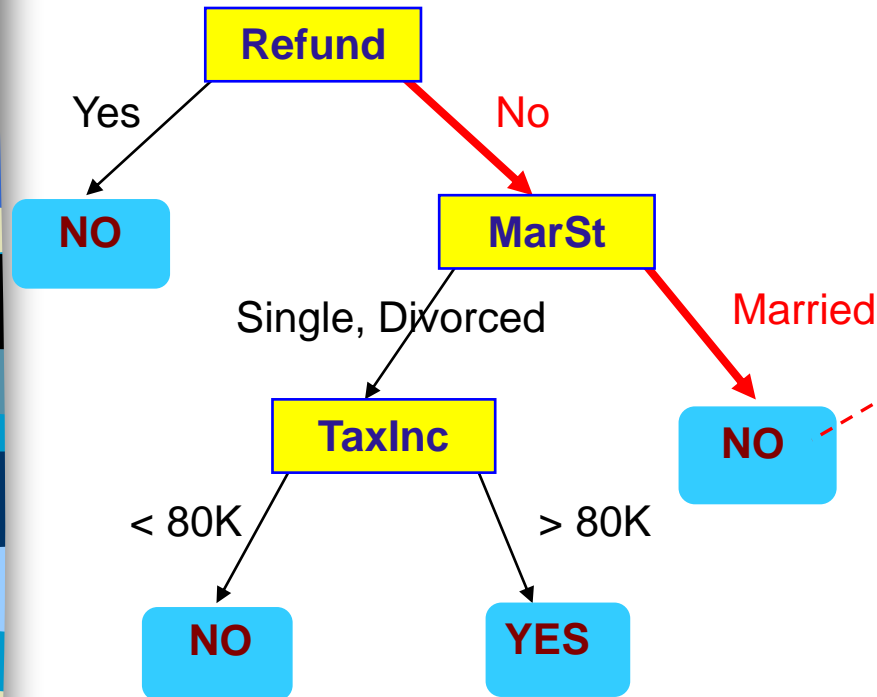 Refund
Yes
No
NO
MarSt
Single, Divorced
Married
TaxInc
NO
< 80K
> 80K
NO
YES